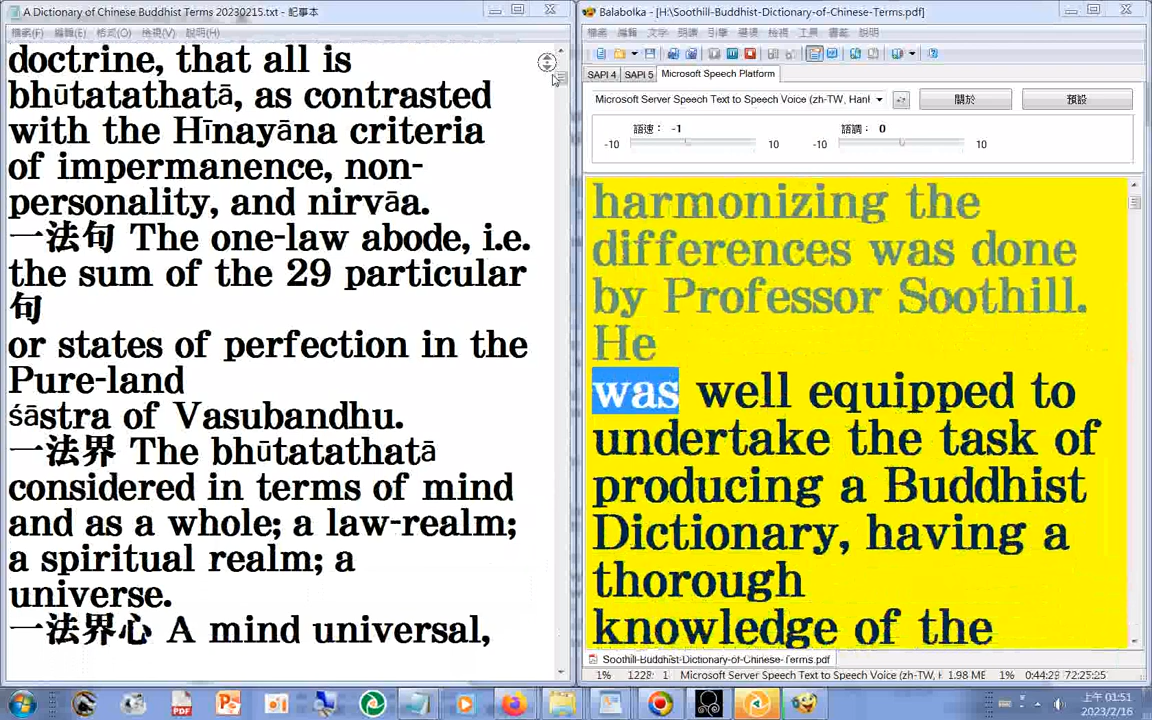 A Dictionary of Chinese Buddhist Terms 20230215.txt - 記事本
檔案(F) 編輯(E) 格式(O) 檢視(V) 說明(H)
doctrine, that all is
bhūtatathatā, as contrasted
with the Hīnayāna criteria
of impermanence, non-
personality, and nirvāa.
一法句 The one-law abode, i.e.
the sum of the 29 particular
句
or states of perfection in the
Pure-land
śāstra of Vasubandhu.
一法界 The bhūtatathatā
considered in terms of mind
and as a whole; a law-realm;
a spiritual realm; a
universe.
一法界心 A mind universal,
Balabolka - [H:\Soothill-Buddhist-Dictionary-of-Chinese-Terms.pdf]
檔案 編輯 文字 朗讀 引擎 選項 檢視 工具 書籤 說明
SAPI 4 SAPI 5 Microsoft Speech Platform
Microsoft Server Speech Text to Speech Voice (zh-TW, Hanl
關於 預設
語速： -1 語調： 0
-10 10 -10 10
harmonizing the
differences was done
by Professor Soothill.
He
was well equipped to
undertake the task of
producing a Buddhist
Dictionary, having a
thorough
knowledge of the
Soothill-Buddhist-Dictionary-of-Chinese-Terms.pdf
1% 1228: 1 Microsoft Server Speech Text to Speech Voice (zh-TW, H 1.98 ME 1% 0:44:29 72:25:25
上午 01:51
2023/2/16